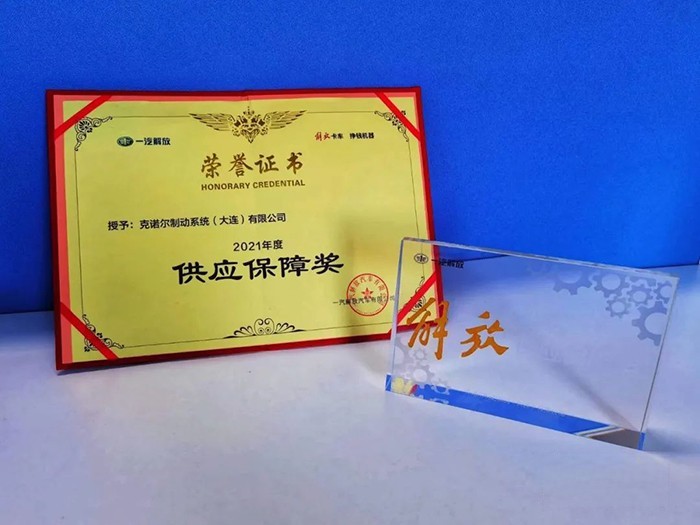 一汽解放
解放卡车 挣钱机器
荣誉证书
HONORARY CREDENTIAL
授予：克诺尔制动系统（大连）有限公司
2021年度
供应保障奖
一汽解放汽车有限公司
一汽解放
解放